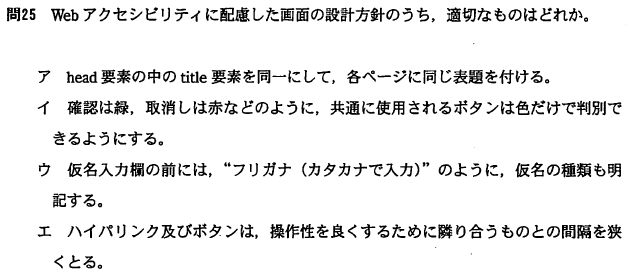 問25 Webアクセシビリティに配慮した画面の設計方針のうち，適切なものはどれか。
ア head要素の中のtitle要素を同一にして，各ページに同じ表題を付ける。
イ 確認は緑，取消しは赤などのように，共通に使用されるボタンは色だけで判別で
きるようにする。
ウ 仮名入力欄の前には，“フリガナ（カタカナで入力）”のように，仮名の種類も明
記する。
エ ハイパリンク及びボタンは，操作性を良くするために隣り合うものとの間隔を狭
くとる。